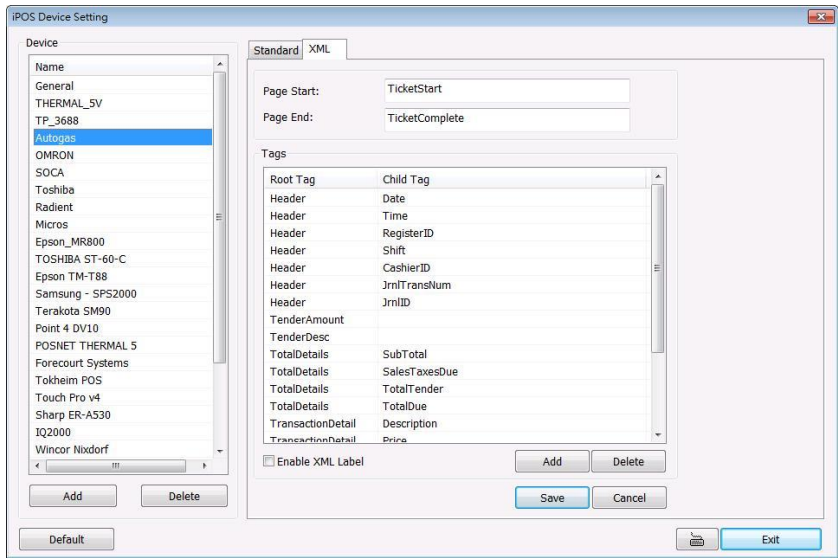 iPOS Device Setting
Device
Name
General
THERMAL_5V
TP_3688
Autogas
OMRON
SOCA
Toshiba
Radient
Micros
Epson_MR800
TOSHIBA ST-60-C
Epson TM-T88
Samsung - SPS2000
Terakota SM90
Point 4 DV10
POSNET THERMAL 5
Forecourt Systems
Tokheim POS
Touch Pro v4
Sharp ER-A530
IQ2000
Wincor Nixdorf
Add Delete
Default
Standard XML
Page Start: TicketStart
Page End: TicketComplete
Tags
Root Tag Child Tag
Header Date
Header Time
Header RegisterID
Header Shift
Header CashierID
Header JrnlTransNum
Header JrnlID
TenderAmount
TenderDesc
TotalDetails SubTotal
TotalDetails SalesTaxesDue
TotalDetails TotalTender
TotalDetails TotalDue
TransactionDetail Description
TransactionDetail Price
Enable XML Label Add Delete
Save Cancel
Exit